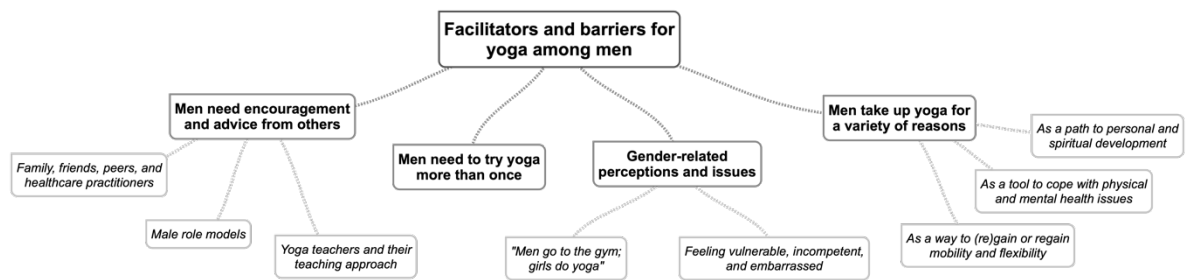 Facilitators and barriers for
yoga among men
Men need encouragement
and advice from others
Family, friends, peers, and
healthcare practitioners
Male role models
Yoga teachers and their
teaching approach
Men need to try yoga
more than once
Gender-related
perceptions and issues
"Men go to the gym;
girls do yoga"
Feeling vulnerable, incompetent,
and embarrassed
Men take up yoga for
a variety of reasons
As a path to personal and
spiritual development
As a tool to cope with physical
and mental health issues
As a way to (re)gain or regain
mobility and flexibility